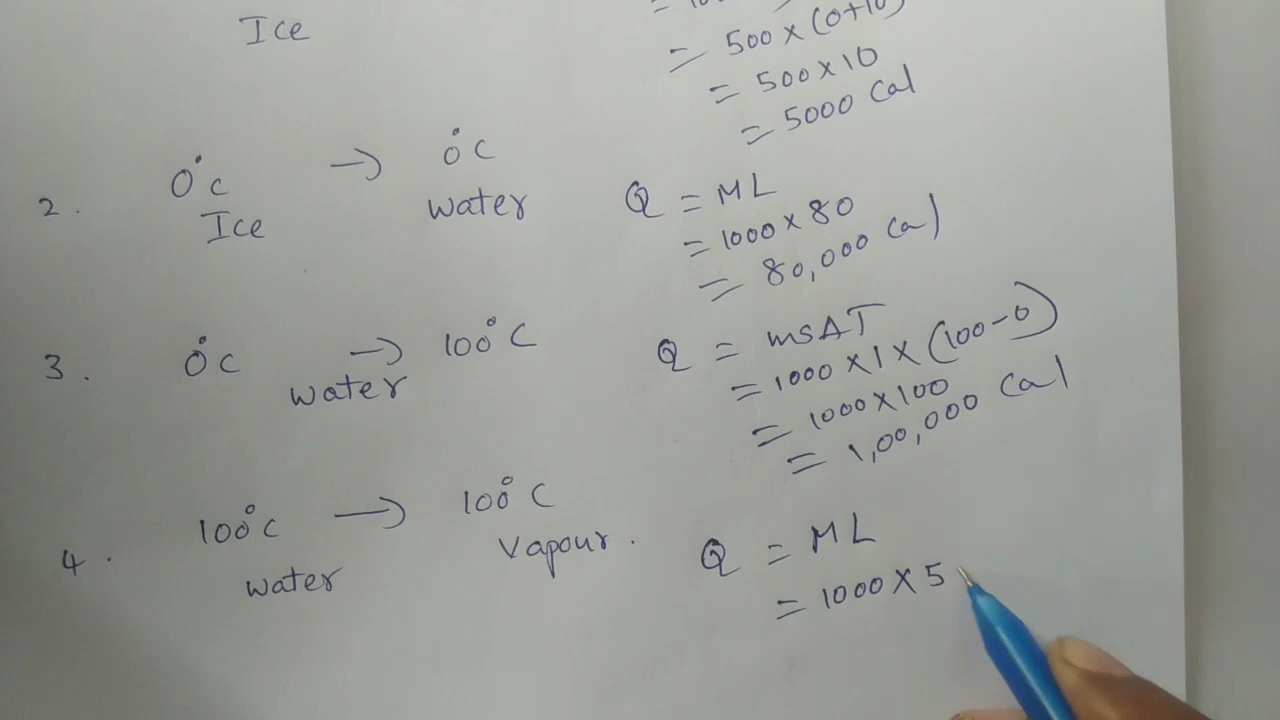 Ice
= 500 × (0+10)
= 500 × 10
= 5000 Cal
2. 0°C Ice → 0°C water
Q = ML
= 1000 × 80
= 80,000 Cal
3. 0°C → 100°C water
Q = msΔT
= 1000 × 1 × (100-0)
= 1000 × 100
= 1,00,000 Cal
4. 100°C water → 100°C Vapour.
Q = ML
= 1000 × 5